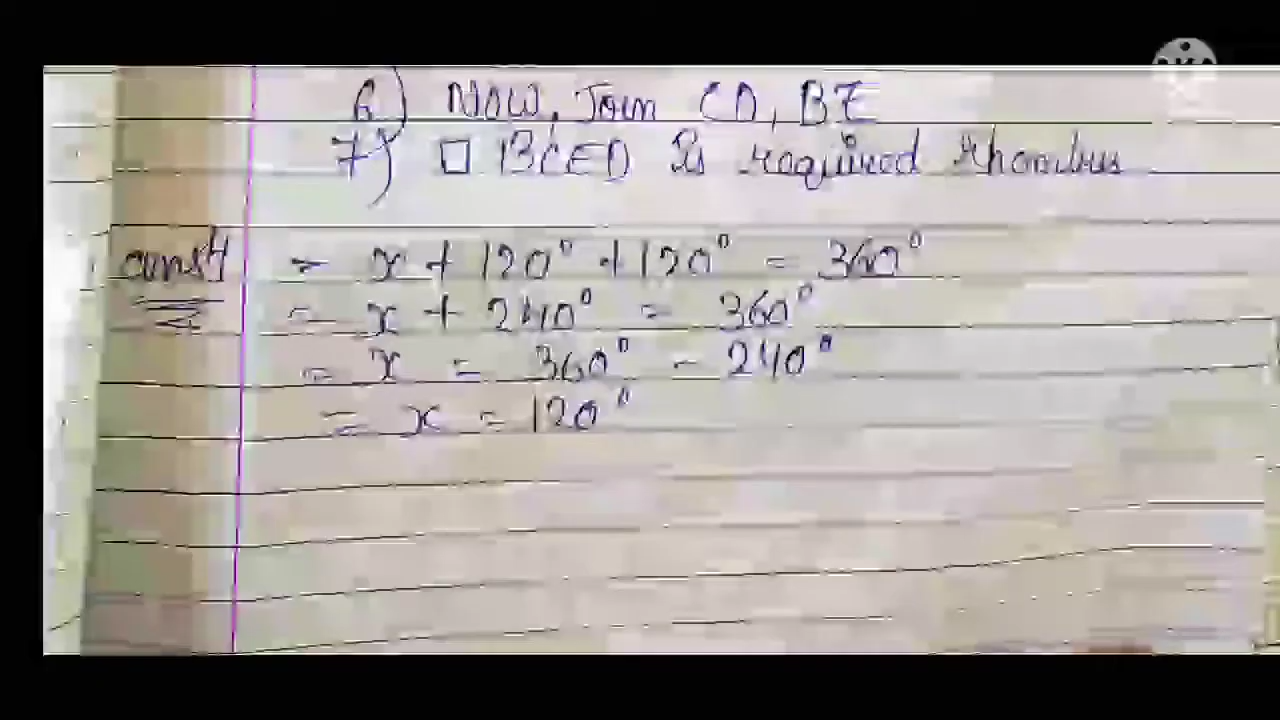 6) Now, Join CD, BE
7) □ BCED is required rhombus
const = x + 120° + 120° = 360°
= x + 240° = 360°
= x = 360° - 240°
= x = 120°